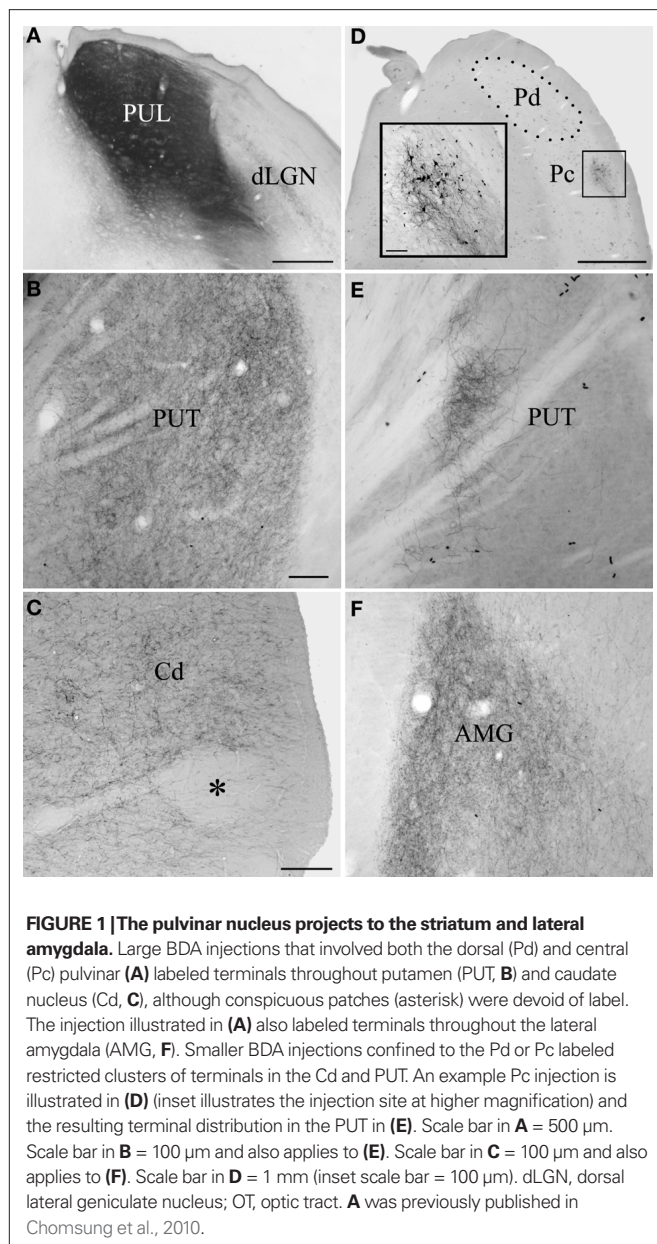 A
PUL
dLGN
D
Pd
Pc
B
PUT
E
PUT
C
Cd
*
F
AMG
FIGURE 1 | The pulvinar nucleus projects to the striatum and lateral
amygdala. Large BDA injections that involved both the dorsal (Pd) and central
(Pc) pulvinar (A) labeled terminals throughout putamen (PUT, B) and caudate
nucleus (Cd, C), although conspicuous patches (asterisk) were devoid of label.
The injection illustrated in (A) also labeled terminals throughout the lateral
amygdala (AMG, F). Smaller BDA injections confined to the Pd or Pc labeled
restricted clusters of terminals in the Cd and PUT. An example Pc injection is
illustrated in (D) (inset illustrates the injection site at higher magnification) and
the resulting terminal distribution in the PUT in (E). Scale bar in A = 500 µm.
Scale bar in B = 100 µm and also applies to (E). Scale bar in C = 100 µm and also
applies to (F). Scale bar in D = 1 mm (inset scale bar = 100 µm). dLGN, dorsal
lateral geniculate nucleus; OT, optic tract. A was previously published in
Chomsung et al., 2010.